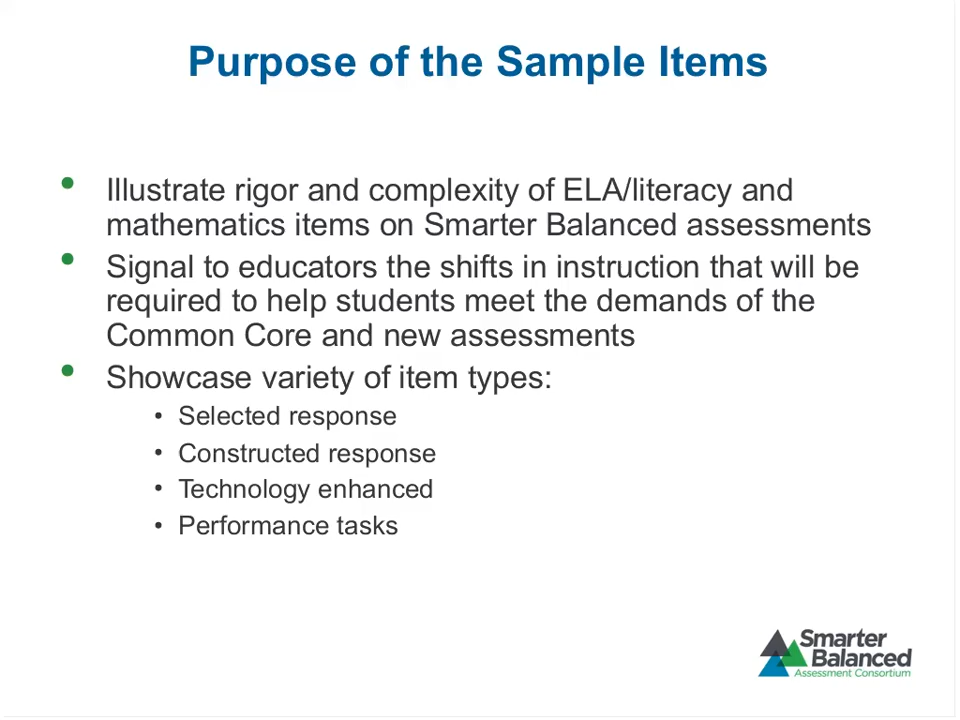 Purpose of the Sample Items
• Illustrate rigor and complexity of ELA/literacy and
mathematics items on Smarter Balanced assessments
• Signal to educators the shifts in instruction that will be
required to help students meet the demands of the
Common Core and new assessments
• Showcase variety of item types:
• Selected response
• Constructed response
• Technology enhanced
• Performance tasks
Smarter
Balanced
Assessment Consortium